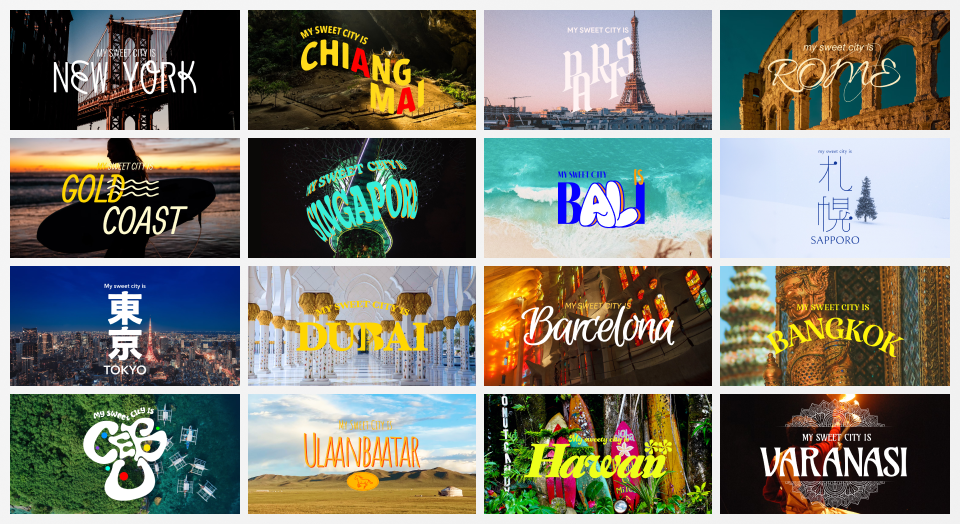 MY SWEET CITY IS
NEW YORK
MY SWEET CITY IS
CHIANG
MAI
MY SWEET CITY IS
PARIS
my sweet city is
ROME
MY SWEET CITY IS
GOLD
COAST
MY SWEET CITY IS
SINGAPORE
MY SWEET CITY IS
BALI
my sweet city is
札
幌
SAPPORO
My sweet city is
東
京
TOKYO
MY SWEET CITY IS
DUBAI
MY SWEET CITY IS
Barcelona
MY SWEET CITY IS
BANGKOK
My sweet city is
CEBU
MY SWEET CITY IS
ULAANBAATAR
My sweety city is
Hawaii
MY SWEET CITY IS
VARANASI